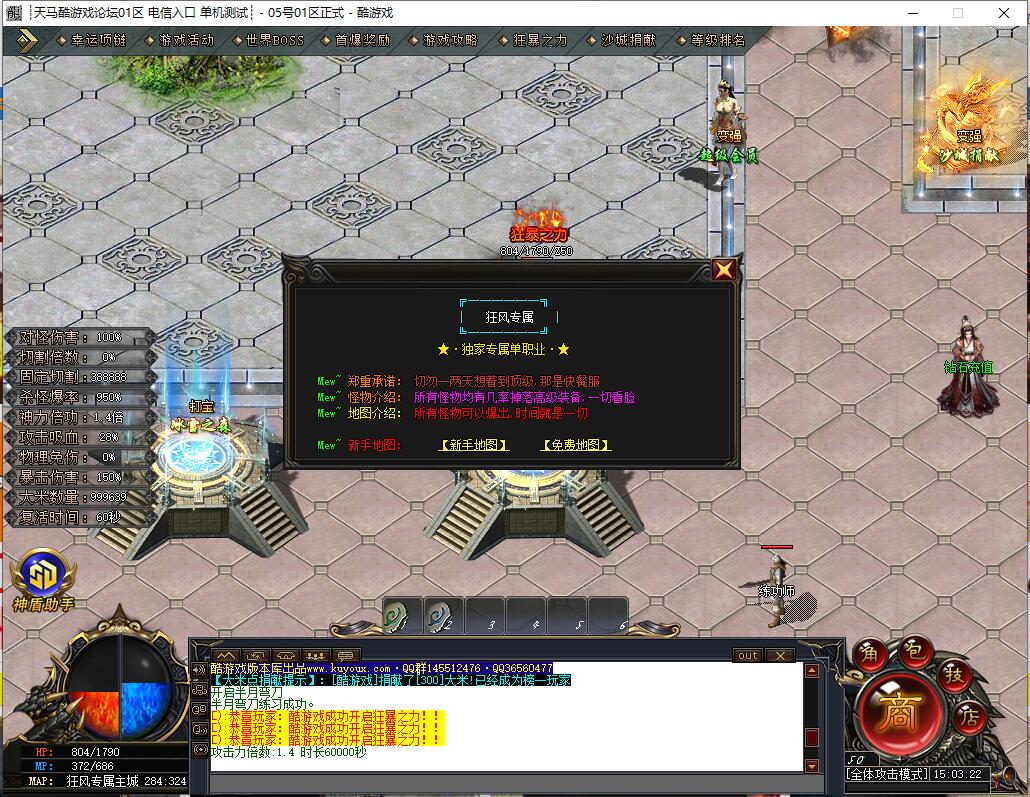 天马酷游戏论坛01区 电信入口 单机测试 - 05号01区正式 - 酷游戏
幸运项链 游戏活动 世界BOSS 首爆奖励 游戏攻略 狂暴之力 沙城捐献 等级排名
变强
超级会员
变强
沙城捐献
狂暴之力
804/1790/Z50
狂风专属
★·独家专属单职业·★
Mew~ 郑重承诺: 切勿一两天想着到顶级,那是快餐服
Mew~ 怪物介绍: 所有怪物均有几率掉落高级装备,一切看脸
Mew~ 地图介绍: 所有怪物可以爆出,时间就是一切
Mew~ 新手地图: 【新手地图】 【免费地图】
对怪伤害: 100%
切割倍数: 0%
固定切割:388888
杀怪爆率: 950%
神力倍功: 1.4倍
攻击吸血: 28%
物理免伤: 0%
暴击伤害: 150%
大米数量:999639
复活时间: 60秒
打宝
冰雪之森
钻石充值
练功师
神盾助手
1 2 3 4 5 6
out
酷游戏版本库出品www.kuyoux.com·QQ群145512476·QQ36560477
【大米点捐献提示】:[酷游戏]捐献了[300]大米!已经成为榜一玩家
开启半月弯刀
半月弯刀练习成功。
L):恭喜玩家: 酷游戏成功开启狂暴之力!!
L):恭喜玩家: 酷游戏成功开启狂暴之力!!
L):恭喜玩家: 酷游戏成功开启狂暴之力!!
攻击力倍数:1.4 时长60000秒
角 包 技 店
商
HP: 804/1790
MP: 372/686
MAP: 狂风专属主城 284:324
50
[全体攻击模式] 15:03:22